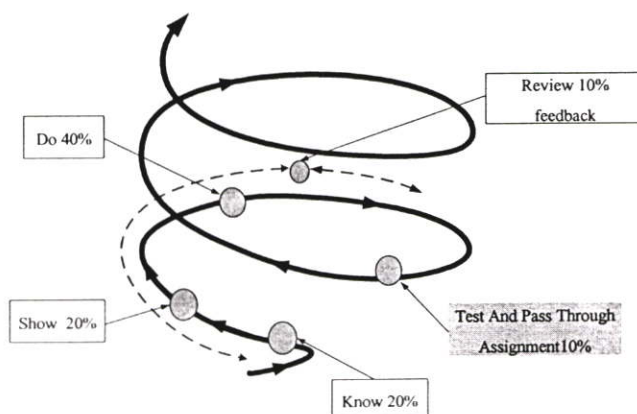 Review 10%
feedback
Do 40%
Show 20%
Test And Pass Through
Assignment10%
Know 20%